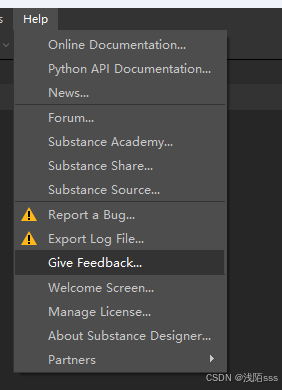 s
Help
Online Documentation...
Python API Documentation...
News...
Forum...
Substance Academy...
Substance Share...
Substance Source...
Report a Bug...
Export Log File...
Give Feedback...
Welcome Screen...
Manage License...
About Substance Designer...
Partners
CSDN @浅陌sss